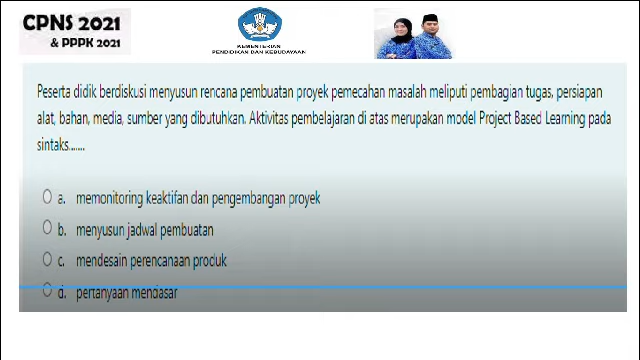 CPNS 2021
& PPPK 2021
KEMENTERIAN
PENDIDIKAN DAN KEBUDAYAAN
Peserta didik berdiskusi menyusun rencana pembuatan proyek pemecahan masalah meliputi pembagian tugas, persiapan
alat, bahan, media, sumber yang dibutuhkan. Aktivitas pembelajaran di atas merupakan model Project Based Learning pada
sintaks.......
a. memonitoring keaktifan dan pengembangan proyek
b. menyusun jadwal pembuatan
c. mendesain perencanaan produk
d. pertanyaan mendasar